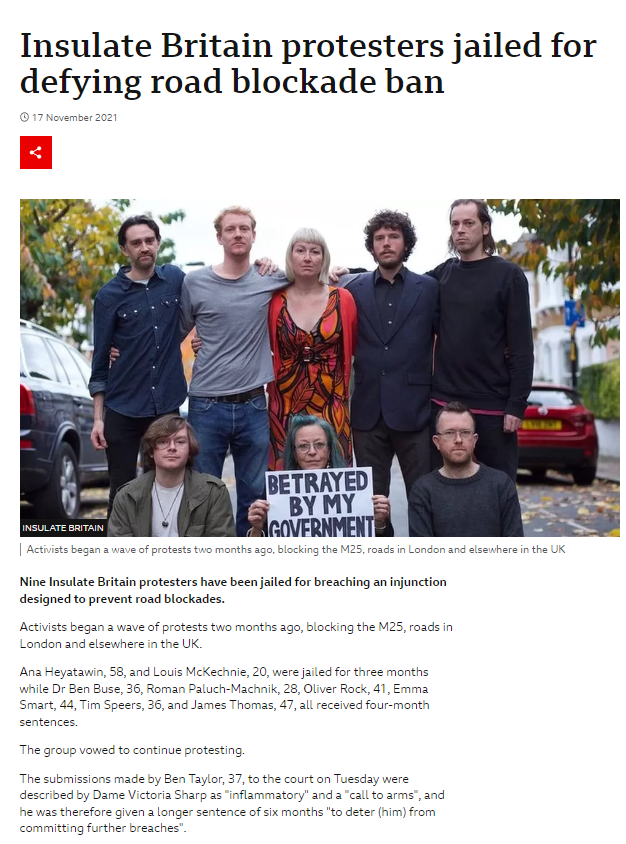 Insulate Britain protesters jailed for
defying road blockade ban
17 November 2021
BETRAYED
BY MY
GOVERNMENT
INSULATE BRITAIN
Activists began a wave of protests two months ago, blocking the M25, roads in London and elsewhere in the UK
Nine Insulate Britain protesters have been jailed for breaching an injunction
designed to prevent road blockades.
Activists began a wave of protests two months ago, blocking the M25, roads in
London and elsewhere in the UK.
Ana Heyatawin, 58, and Louis McKechnie, 20, were jailed for three months
while Dr Ben Buse, 36, Roman Paluch-Machnik, 28, Oliver Rock, 41, Emma
Smart, 44, Tim Speers, 36, and James Thomas, 47, all received four-month
sentences.
The group vowed to continue protesting.
The submissions made by Ben Taylor, 37, to the court on Tuesday were
described by Dame Victoria Sharp as "inflammatory" and a "call to arms", and
he was therefore given a longer sentence of six months "to deter (him) from
committing further breaches".